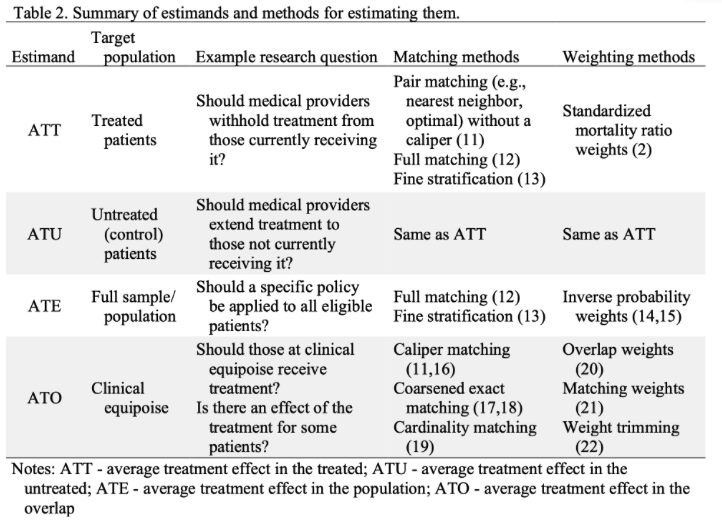 Table 2. Summary of estimands and methods for estimating them.
Estimand Target population Example research question Matching methods Weighting methods
ATT
Treated
patients
Should medical providers
withhold treatment from
those currently receiving
it?
Pair matching (e.g.,
nearest neighbor,
optimal) without a
caliper (11)
Full matching (12)
Fine stratification (13)
Standardized
mortality ratio
weights (2)
ATU
Untreated
(control)
patients
Should medical providers
extend treatment to
those not currently
receiving it?
Same as ATT
Same as ATT
ATE
Full sample/
population
Should a specific policy
be applied to all eligible
patients?
Full matching (12)
Fine stratification (13)
Inverse probability
weights (14,15)
ATO
Clinical
equipoise
Should those at clinical
equipoise receive
treatment?
Is there an effect of the
treatment for some
patients?
Caliper matching
(11,16)
Coarsened exact
matching (17,18)
Cardinality matching
(19)
Overlap weights
(20)
Matching weights
(21)
Weight trimming
(22)
Notes: ATT - average treatment effect in the treated; ATU - average treatment effect in the
untreated; ATE - average treatment effect in the population; ATO - average treatment effect in the
overlap